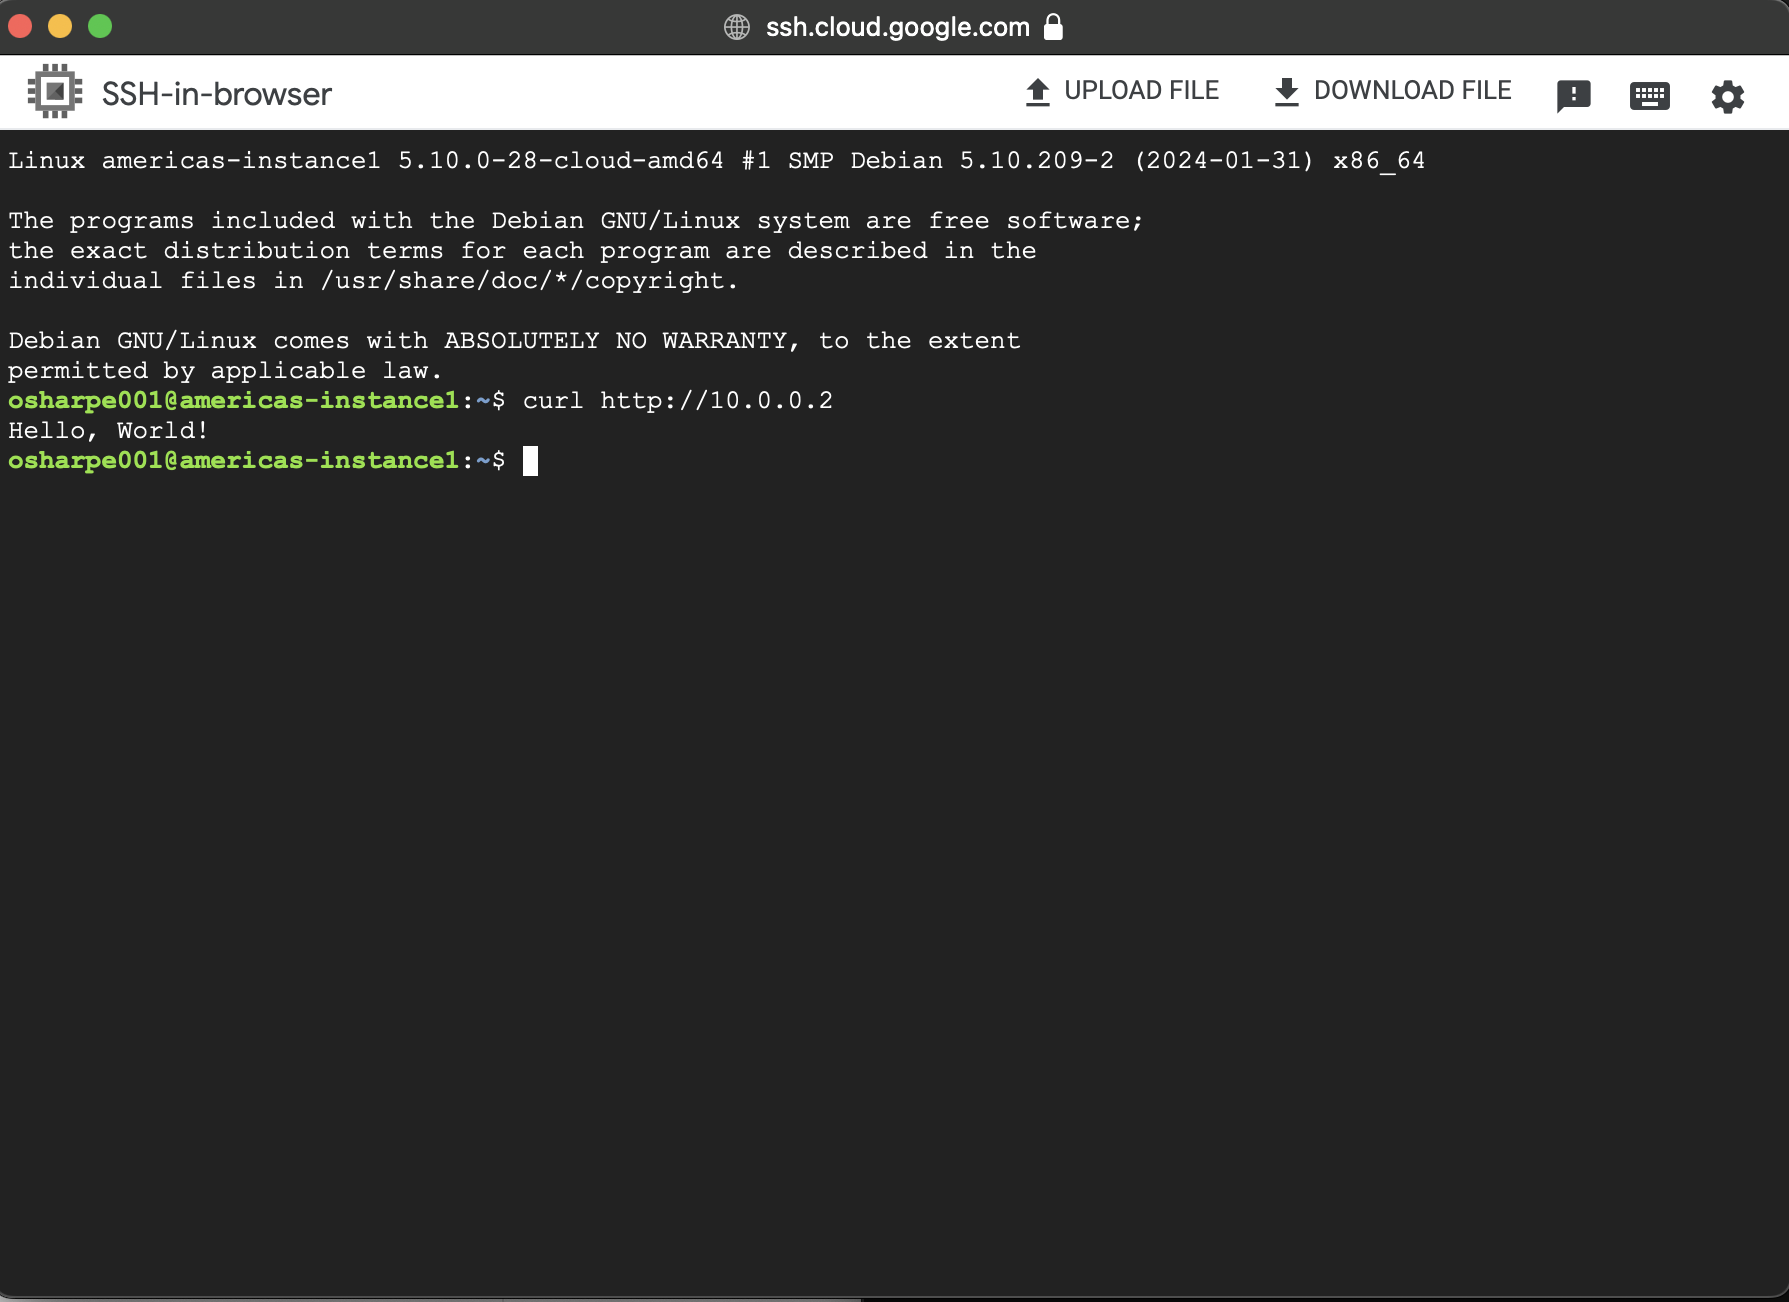 ssh.cloud.google.com
SSH-in-browser
UPLOAD FILE
DOWNLOAD FILE
Linux americas-instance1 5.10.0-28-cloud-amd64 #1 SMP Debian 5.10.209-2 (2024-01-31) x86_64
The programs included with the Debian GNU/Linux system are free software;
the exact distribution terms for each program are described in the
individual files in /usr/share/doc/*/copyright.
Debian GNU/Linux comes with ABSOLUTELY NO WARRANTY, to the extent
permitted by applicable law.
osharpe001@americas-instance1:~$ curl http://10.0.0.2
Hello, World!
osharpe001@americas-instance1:~$